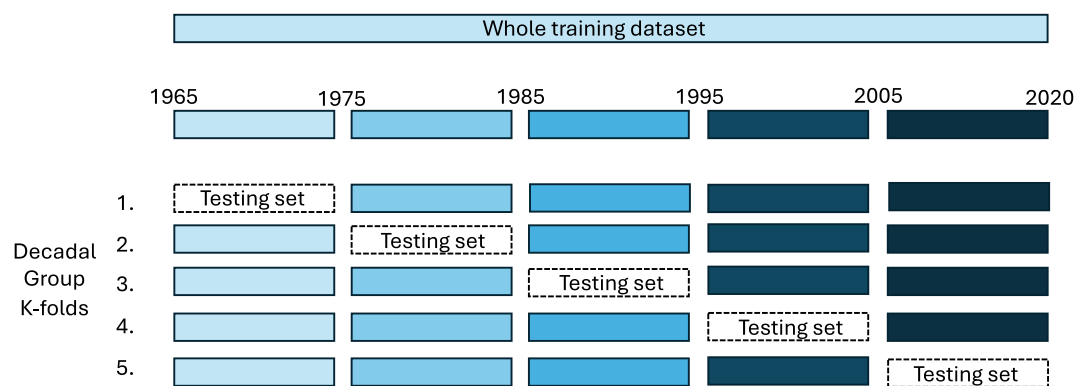 Whole training dataset
1965 1975 1985 1995 2005 2020
1. Testing set
2. Testing set
3. Testing set
4. Testing set
5. Testing set
Decadal
Group
K-folds